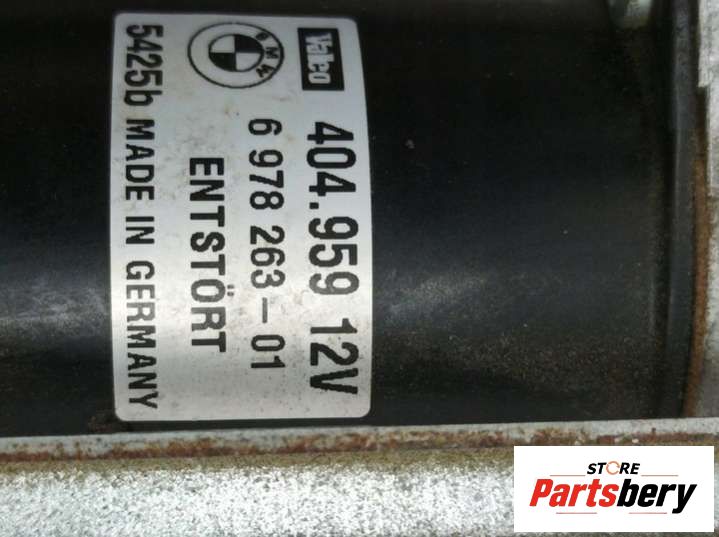 BMW Valeo
404.959 12V
6 978 263-01
ENTSTÖRT
5425b MADE IN GERMANY
STORE
Partsbery